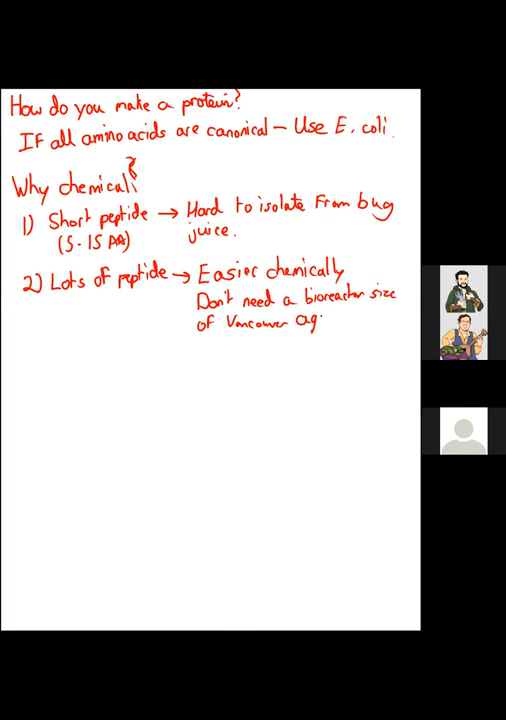 How do you make a protein?
If all amino acids are canonical – Use E. coli.
Why chemical?
1) Short peptide → Hard to isolate from bug
(5-15 AA) juice.
2) Lots of peptide → Easier chemically
Don't need a bioreactor size
of Vancouver aq